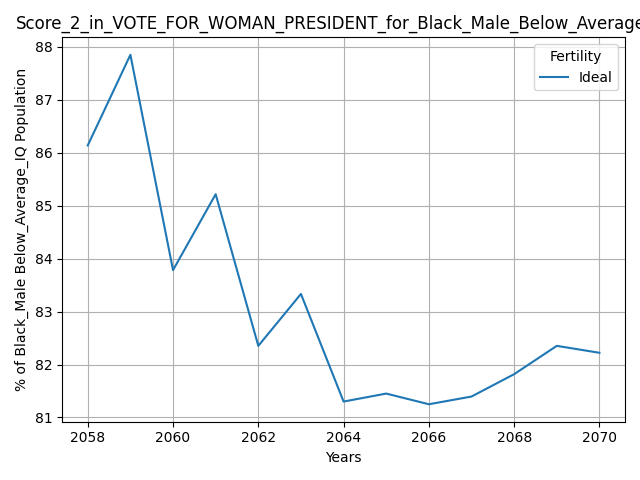 Score_2_in_VOTE_FOR_WOMAN_PRESIDENT_for_Black_Male_Below_Average
88
87
86
85
84
83
82
81
% of Black_Male Below_Average_IQ Population
Fertility
Ideal
2058 2060 2062 2064 2066 2068 2070
Years